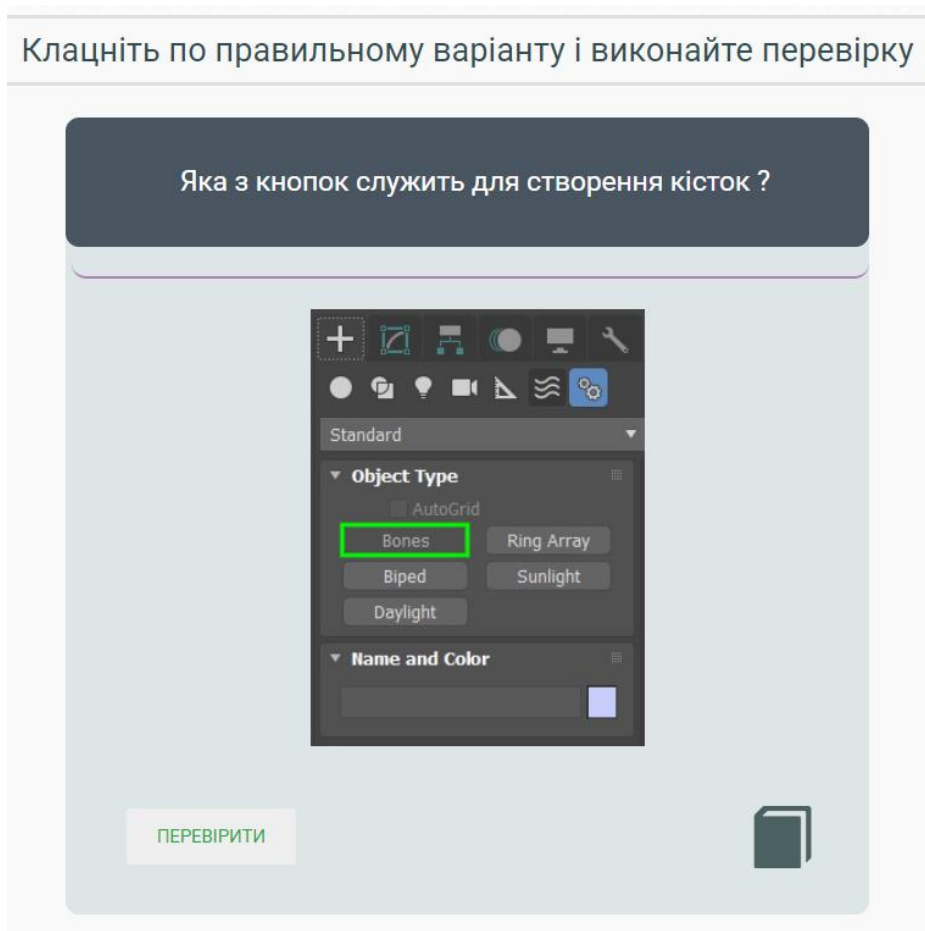 Клацніть по правильному варіанту і виконайте перевірку
Яка з кнопок служить для створення кісток ?
Standard
Object Type
AutoGrid
Bones Ring Array
Biped Sunlight
Daylight
Name and Color
ПЕРЕВІРИТИ